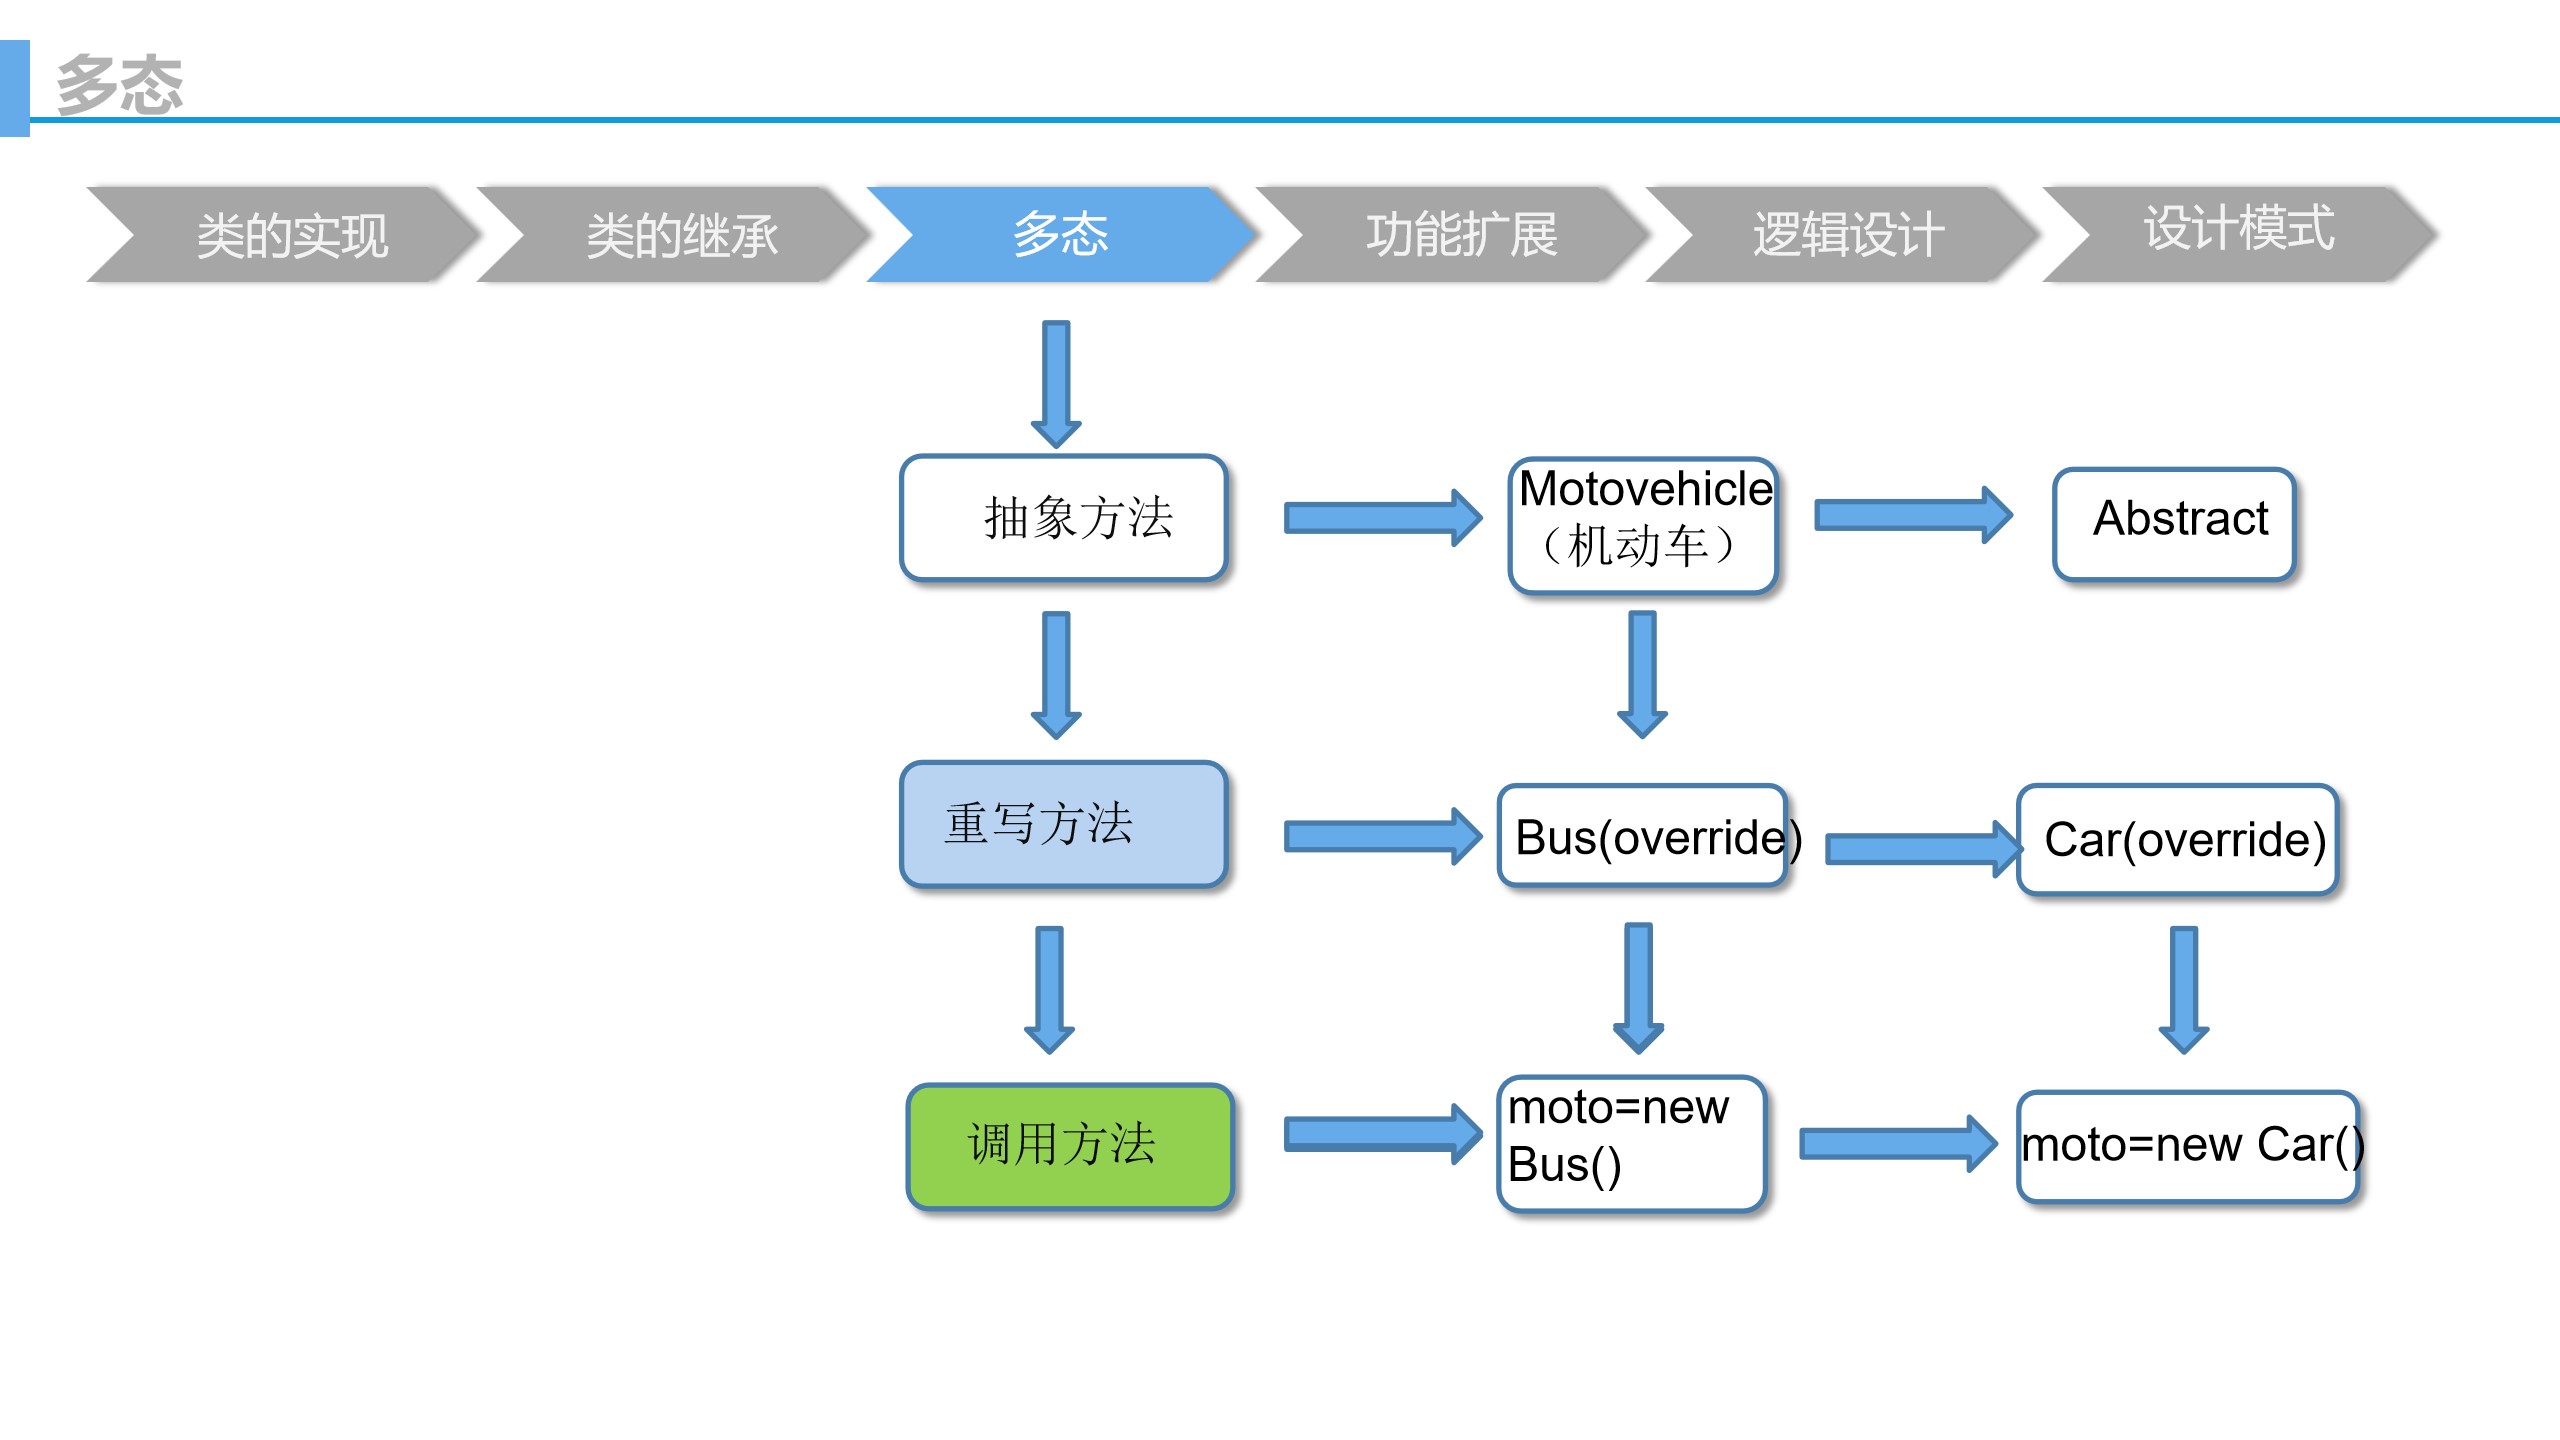 多态
类的实现
类的继承
多态
功能扩展
逻辑设计
设计模式
抽象方法
Motovehicle
（机动车）
Abstract
重写方法
Bus(override)
Car(override)
调用方法
moto=new
Bus()
moto=new Car()